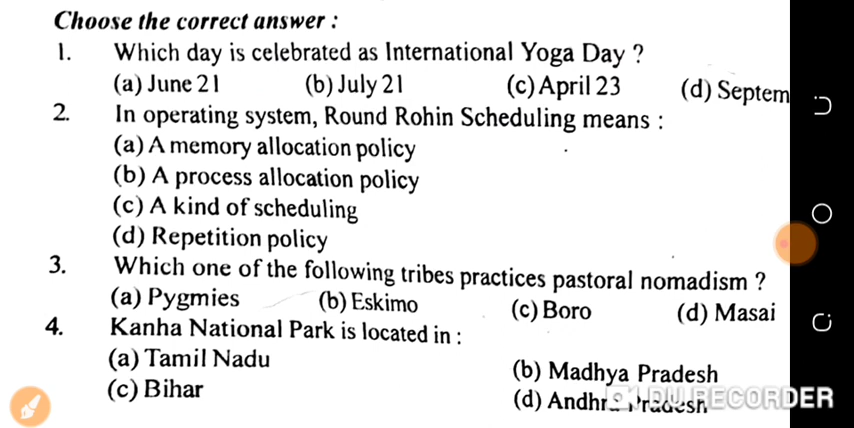 Choose the correct answer :
1. Which day is celebrated as International Yoga Day ?
(a) June 21 (b) July 21 (c) April 23 (d) Septem
2. In operating system, Round Rohin Scheduling means :
(a) A memory allocation policy
(b) A process allocation policy
(c) A kind of scheduling
(d) Repetition policy
3. Which one of the following tribes practices pastoral nomadism ?
(a) Pygmies (b) Eskimo (c) Boro (d) Masai
4. Kanha National Park is located in :
(a) Tamil Nadu (b) Madhya Pradesh
(c) Bihar (d) Andhra Pradesh
DU RECORDER